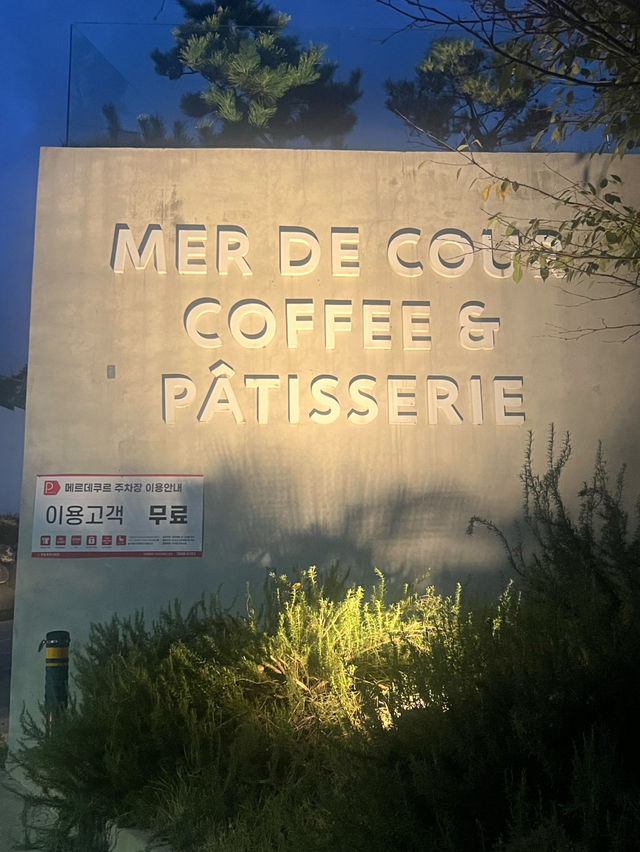 MER DE COUR
COFFEE &
PÂTISSERIE
P 메르데쿠르 주차장 이용안내
이용고객 무료